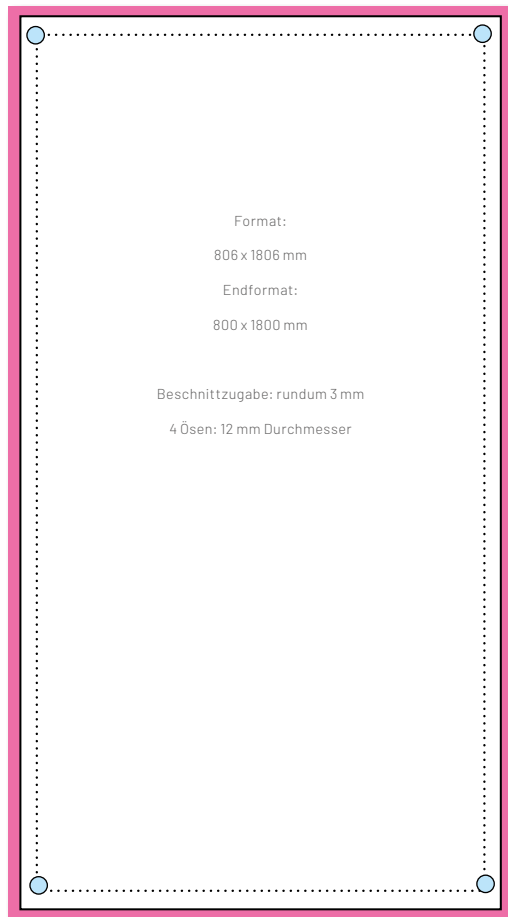 Format:
806 x 1806 mm
Endformat:
800 x 1800 mm
Beschnittzugabe: rundum 3 mm
4 Ösen: 12 mm Durchmesser